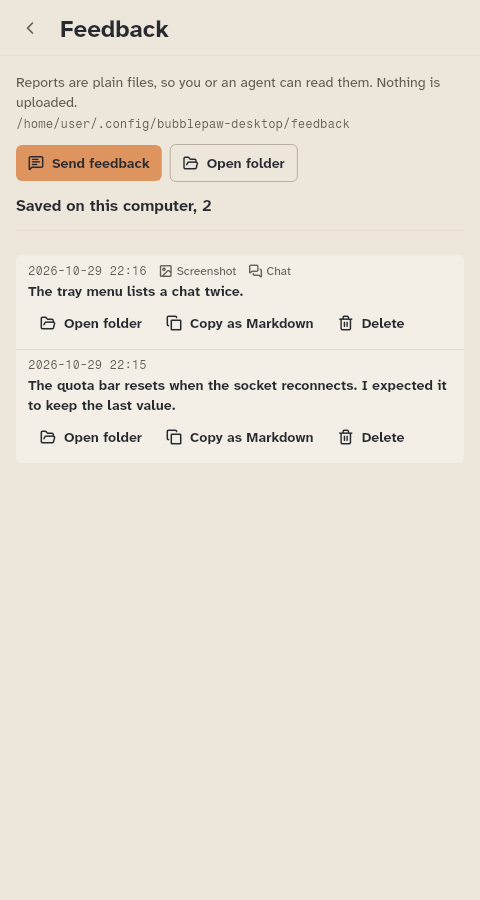 Feedback
Reports are plain files, so you or an agent can read them. Nothing is
uploaded.
/home/user/.config/bubblepaw-desktop/feedback
Send feedback
Open folder
Saved on this computer, 2
2026-10-29 22:16 Screenshot Chat
The tray menu lists a chat twice.
Open folder Copy as Markdown Delete
2026-10-29 22:15
The quota bar resets when the socket reconnects. I expected it
to keep the last value.
Open folder Copy as Markdown Delete